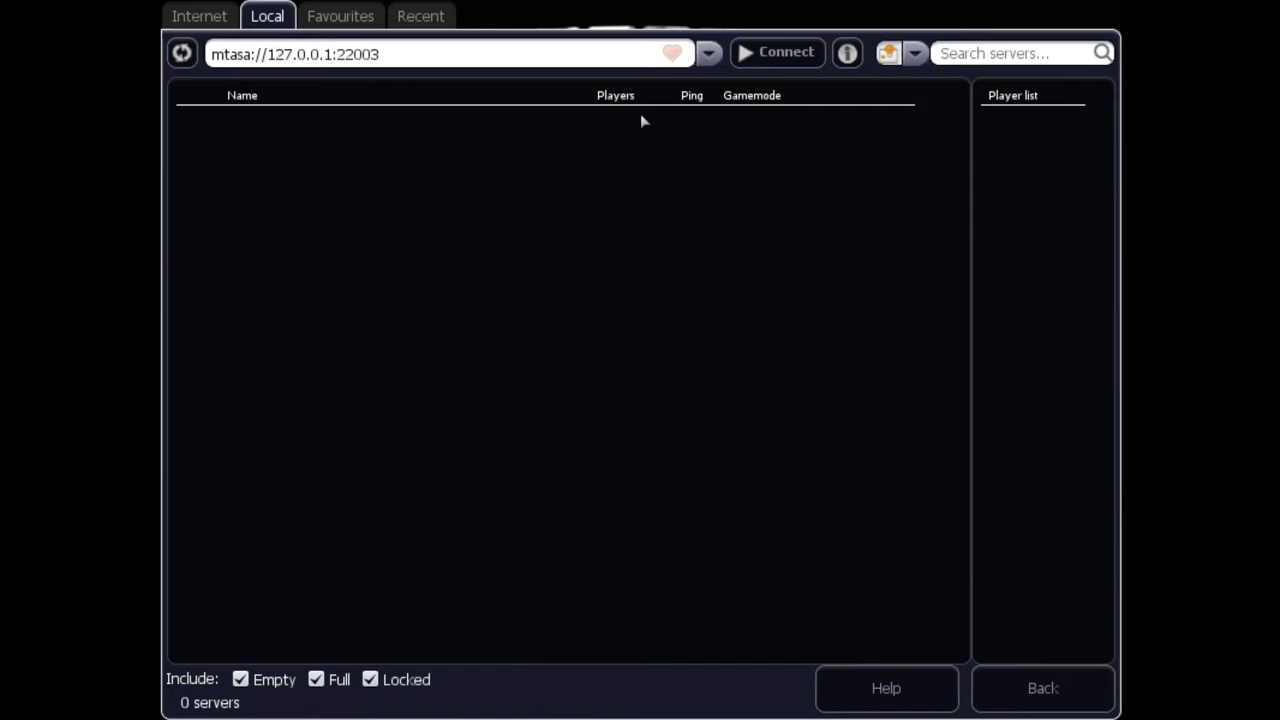 Internet Local Favourites Recent
mtasa://127.0.0.1:22003 Connect Search servers...
Name Players Ping Gamemode Player list
Include: Empty Full Locked
0 servers
Help Back